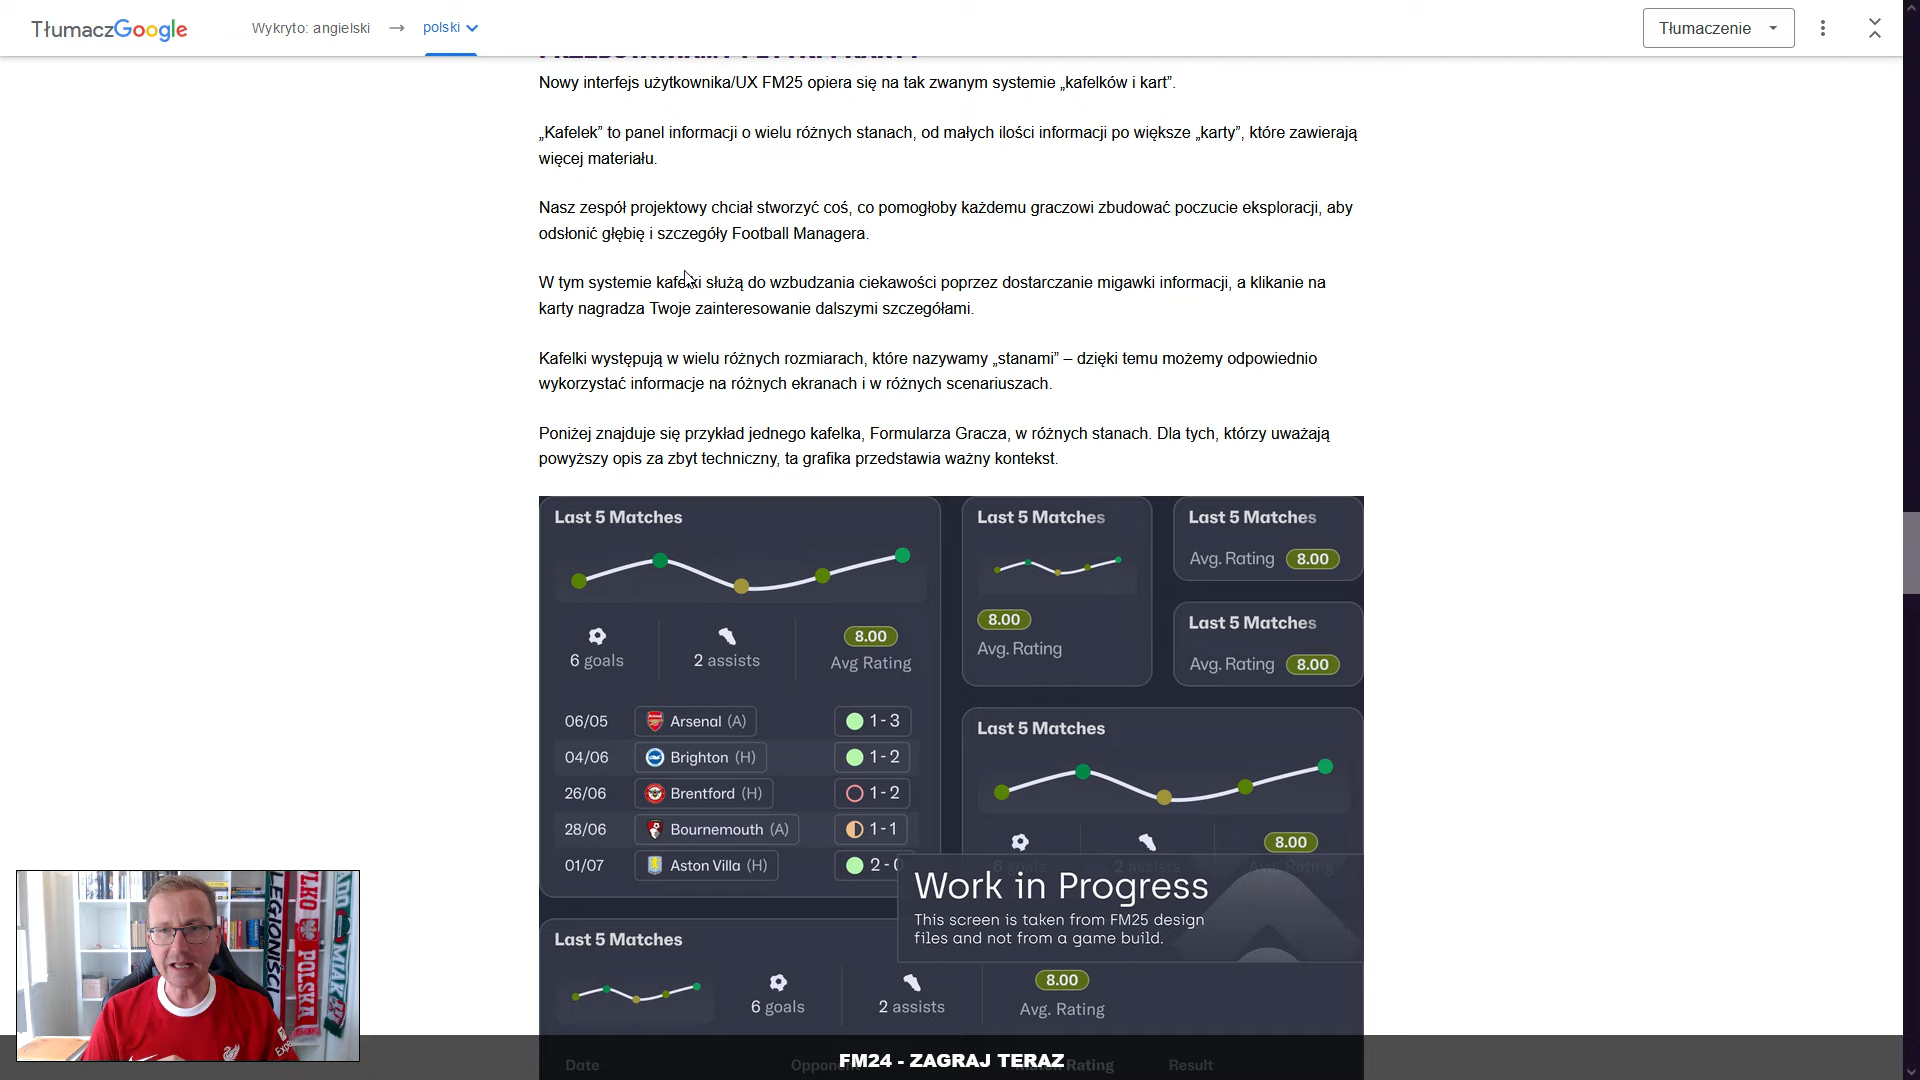 TłumaczGoogle
Wykryto: angielski
polski
Tłumaczenie
Nowy interfejs użytkownika/UX FM25 opiera się na tak zwanym systemie „kafelków i kart”.
„Kafelek” to panel informacji o wielu różnych stanach, od małych ilości informacji po większe „karty”, które zawierają
więcej materiału.
Nasz zespół projektowy chciał stworzyć coś, co pomogłoby każdemu graczowi zbudować poczucie eksploracji, aby
odsłonić głębię i szczegóły Football Managera.
W tym systemie kafelki służą do wzbudzania ciekawości poprzez dostarczanie migawki informacji, a klikanie na
karty nagradza Twoje zainteresowanie dalszymi szczegółami.
Kafelki występują w wielu różnych rozmiarach, które nazywamy „stanami” – dzięki temu możemy odpowiednio
wykorzystać informacje na różnych ekranach i w różnych scenariuszach.
Poniżej znajduje się przykład jednego kafelka, Formularza Gracza, w różnych stanach. Dla tych, którzy uważają
powyższy opis za zbyt techniczny, ta grafika przedstawia ważny kontekst.
Last 5 Matches
6 goals
2 assists
8.00
Avg Rating
06/05 Arsenal (A) 1-3
04/06 Brighton (H) 1-2
26/06 Brentford (H) 1-2
28/06 Bournemouth (A) 1-1
01/07 Aston Villa (H) 2-0
Last 5 Matches
8.00
Avg. Rating
Last 5 Matches
Avg. Rating 8.00
Last 5 Matches
Avg. Rating 8.00
Last 5 Matches
8.00
6 goals 2 assists Avg. Rating
Work in Progress
This screen is taken from FM25 design
files and not from a game build.
Last 5 Matches
6 goals
2 assists
8.00
Avg. Rating
Date Opponent Rating Result
FM24 - ZAGRAJ TERAZ
LEGIONIŚCI
POLSKA